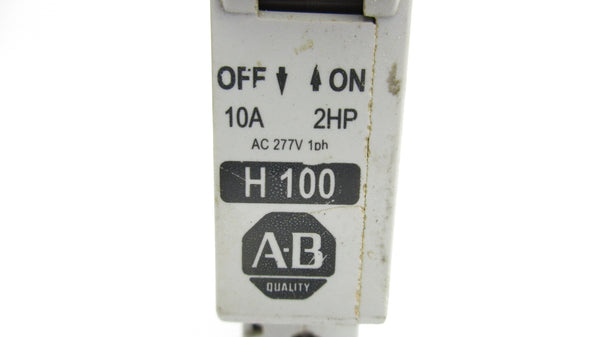 OFF ON
10A 2HP
AC 277V 1ph
H 100
A-B
QUALITY